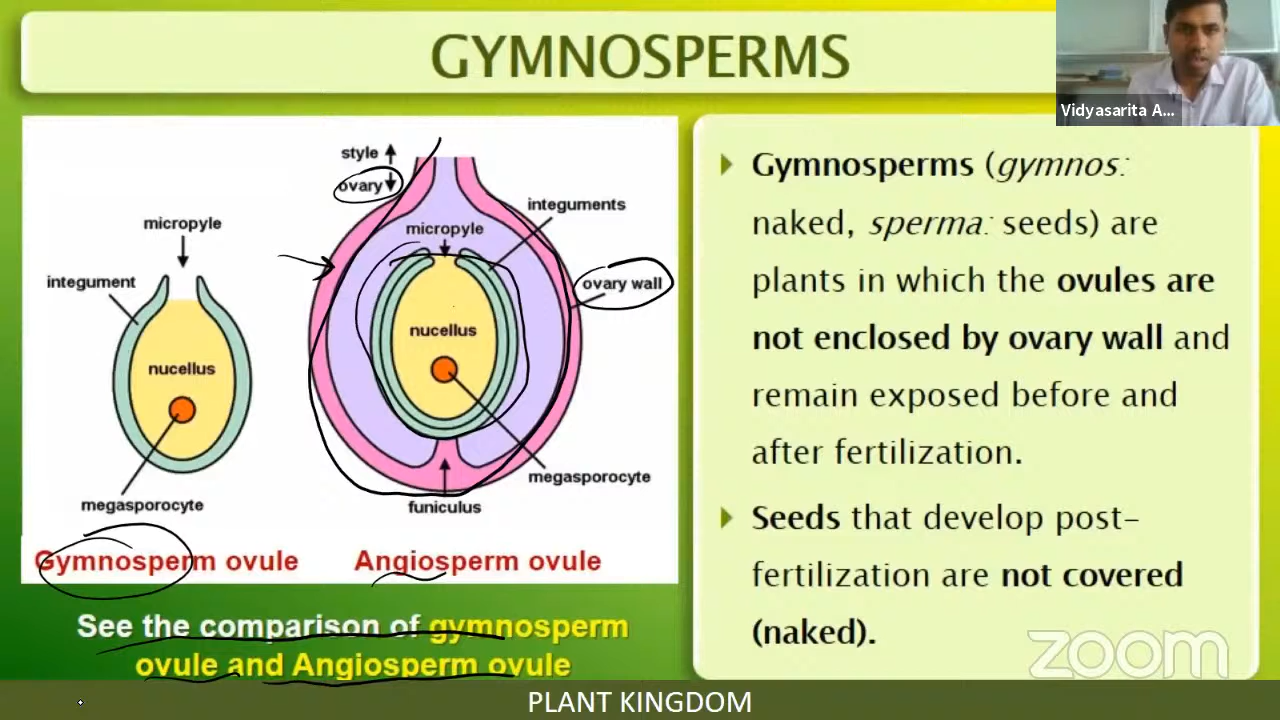 GYMNOSPERMS
Vidyasarita A...
style
ovary
micropyle
integument
nucellus
megasporocyte
Gymnosperm ovule
integuments
micropyle
ovary wall
nucellus
megasporocyte
funiculus
Angiosperm ovule
See the comparison of gymnosperm
ovule and Angiosperm ovule
Gymnosperms (gymnos:
naked, sperma: seeds) are
plants in which the ovules are
not enclosed by ovary wall and
remain exposed before and
after fertilization.
Seeds that develop post-
fertilization are not covered
(naked).
zoom
PLANT KINGDOM